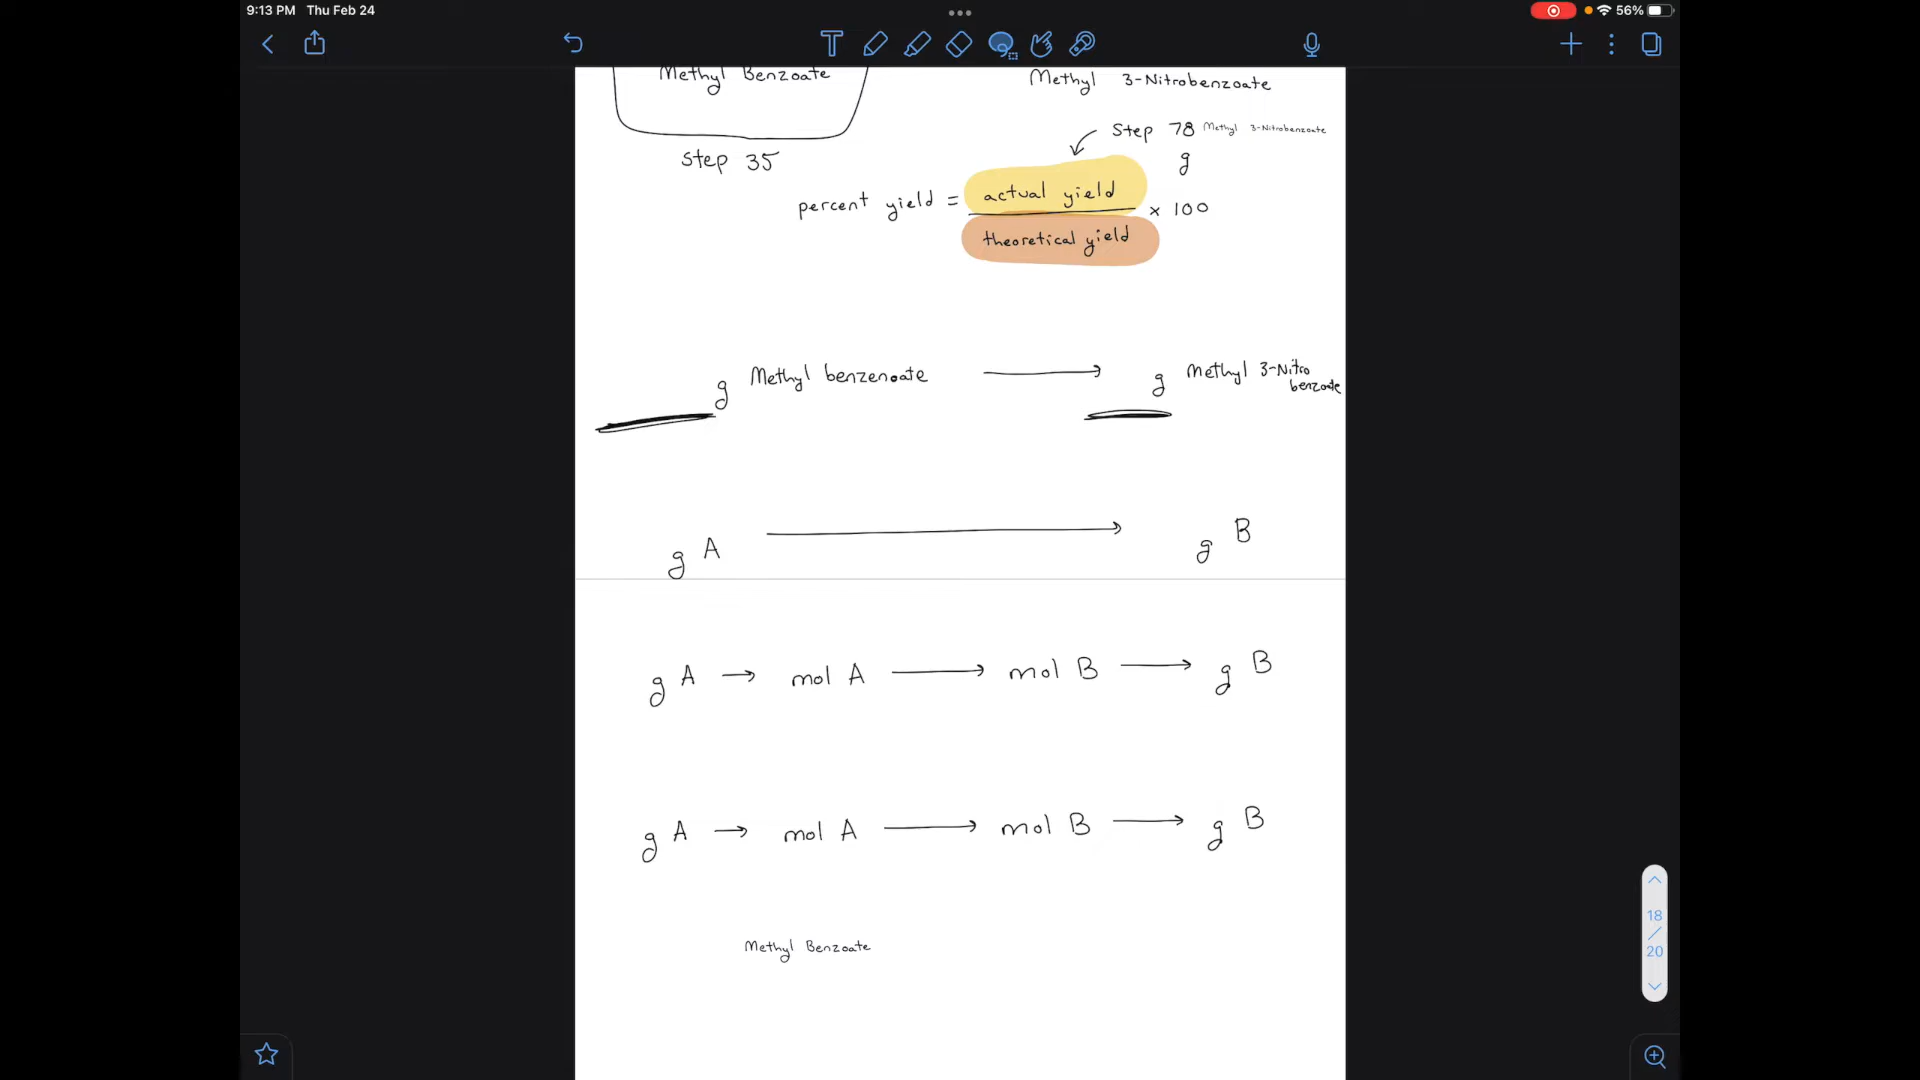 9:13 PM Thu Feb 24
56%
Methyl Benzoate
Methyl 3-Nitrobenzoate
Step 78 Methyl 3-Nitrobenzoate
g
Step 35
percent yield = actual yield
theoretical yield
× 100
g Methyl benzenoate → g Methyl 3-Nitro
benzoate
g A → g B
g A → mol A → mol B → g B
g A → mol A → mol B → g B
Methyl Benzoate
18
/
20